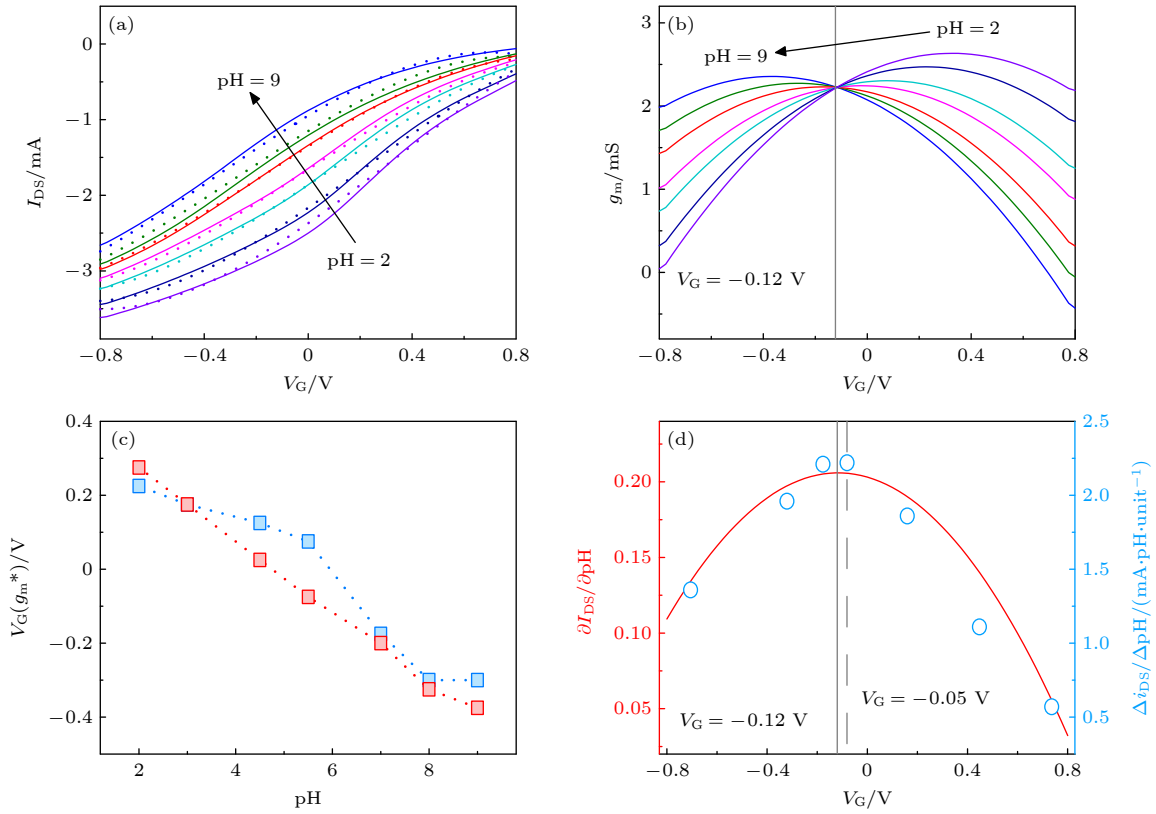 (a)
pH = 9
pH = 2
0
−1
−2
−3
I_DS/mA
−0.8
−0.4
0
0.4
0.8
V_G/V
(b)
pH = 2
pH = 9
3
2
1
0
g_m/mS
V_G = −0.12 V
−0.8
−0.4
0
0.4
0.8
V_G/V
(c)
0.4
0.2
0
−0.2
−0.4
V_G(g_m*)/V
2
4
6
8
pH
(d)
0.20
0.15
0.10
0.05
∂I_DS/∂pH
2.5
2.0
1.5
1.0
0.5
Δi_DS/ΔpH/(mA·pH·unit⁻¹)
V_G = −0.05 V
V_G = −0.12 V
−0.8
−0.4
0
0.4
0.8
V_G/V